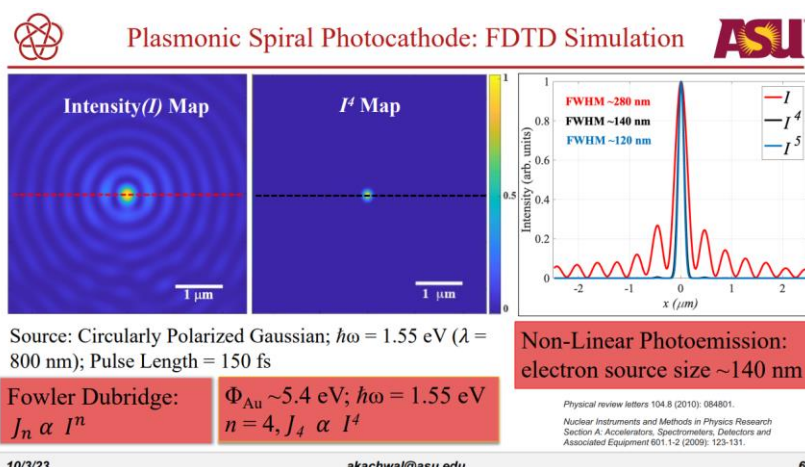 Plasmonic Spiral Photocathode: FDTD Simulation
ASU
Intensity(I) Map
1 μm
I⁴ Map
1 μm
1
0.5
0
FWHM ~280 nm
FWHM ~140 nm
FWHM ~120 nm
I
I⁴
I⁵
Intensity (arb. units)
1
0.8
0.6
0.4
0.2
0
-2 -1 0 1 2
x (μm)
Source: Circularly Polarized Gaussian; ℏω = 1.55 eV (λ =
800 nm); Pulse Length = 150 fs
Non-Linear Photoemission:
electron source size ~140 nm
Fowler Dubridge:
Jₙ α Iⁿ
Φ_Au ~5.4 eV; ℏω = 1.55 eV
n = 4, J₄ α I⁴
Physical review letters 104.8 (2010): 084801.
Nuclear Instruments and Methods in Physics Research
Section A: Accelerators, Spectrometers, Detectors and
Associated Equipment 601.1-2 (2009): 123-131.
10/3/23
akachwal@asu.edu
6